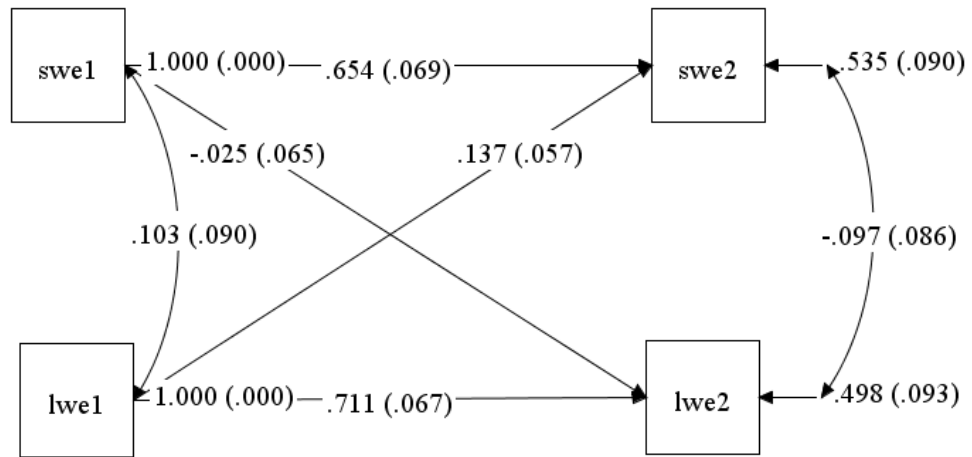 swe1
1.000 (.000)
.654 (.069)
swe2
.535 (.090)
-.025 (.065)
.137 (.057)
.103 (.090)
-.097 (.086)
lwe1
1.000 (.000)
.711 (.067)
lwe2
.498 (.093)